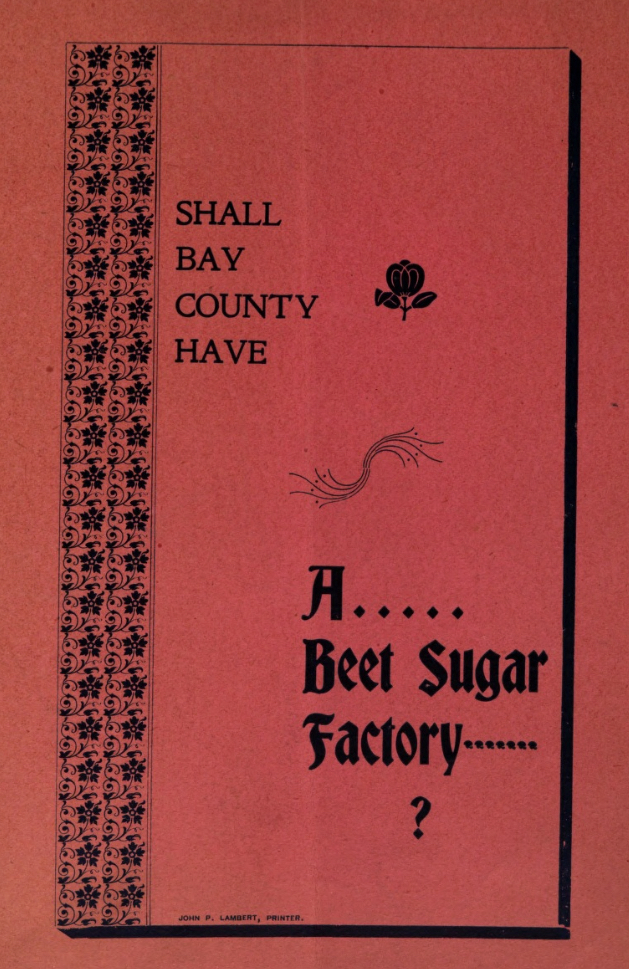 SHALL
BAY
COUNTY
HAVE
A.....
Beet Sugar
Factory
?
JOHN P. LAMBERT, PRINTER.